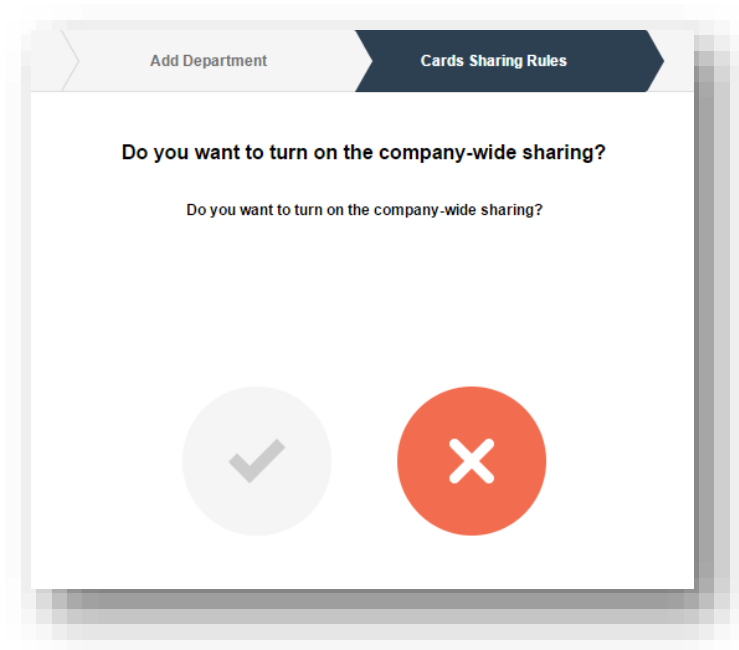 Add Department
Cards Sharing Rules
Do you want to turn on the company-wide sharing?
Do you want to turn on the company-wide sharing?